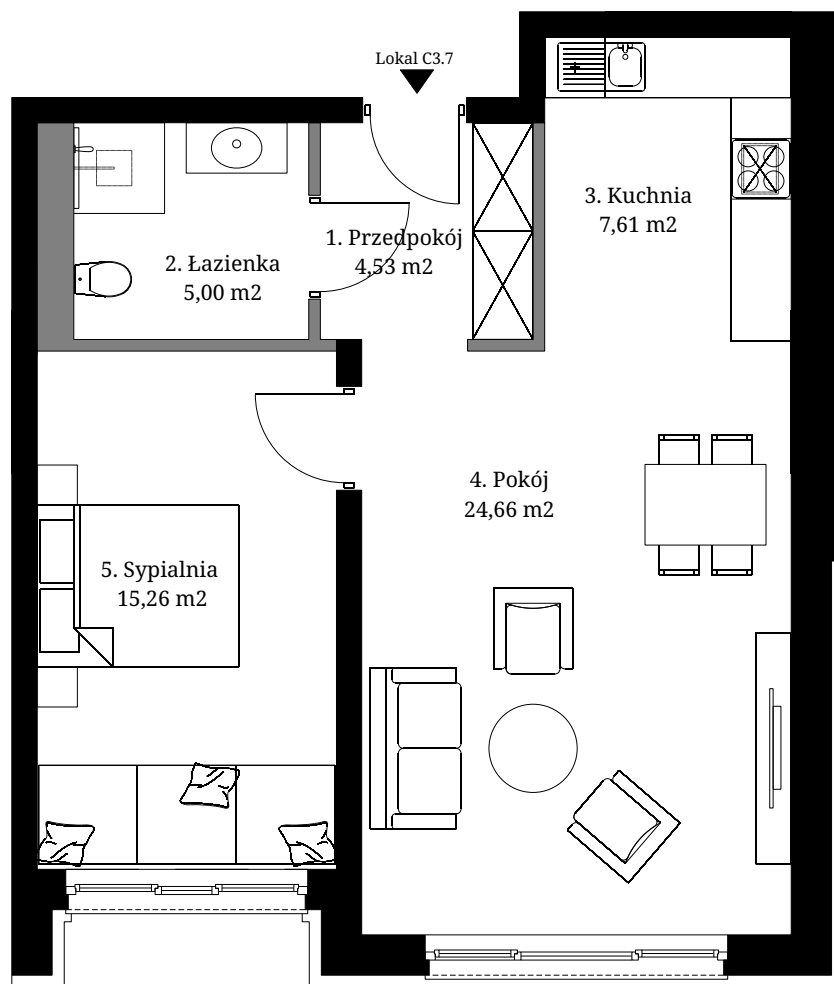 Lokal C3.7
3. Kuchnia
7,61 m2
1. Przedpokój
4,53 m2
2. Łazienka
5,00 m2
4. Pokój
24,66 m2
5. Sypialnia
15,26 m2